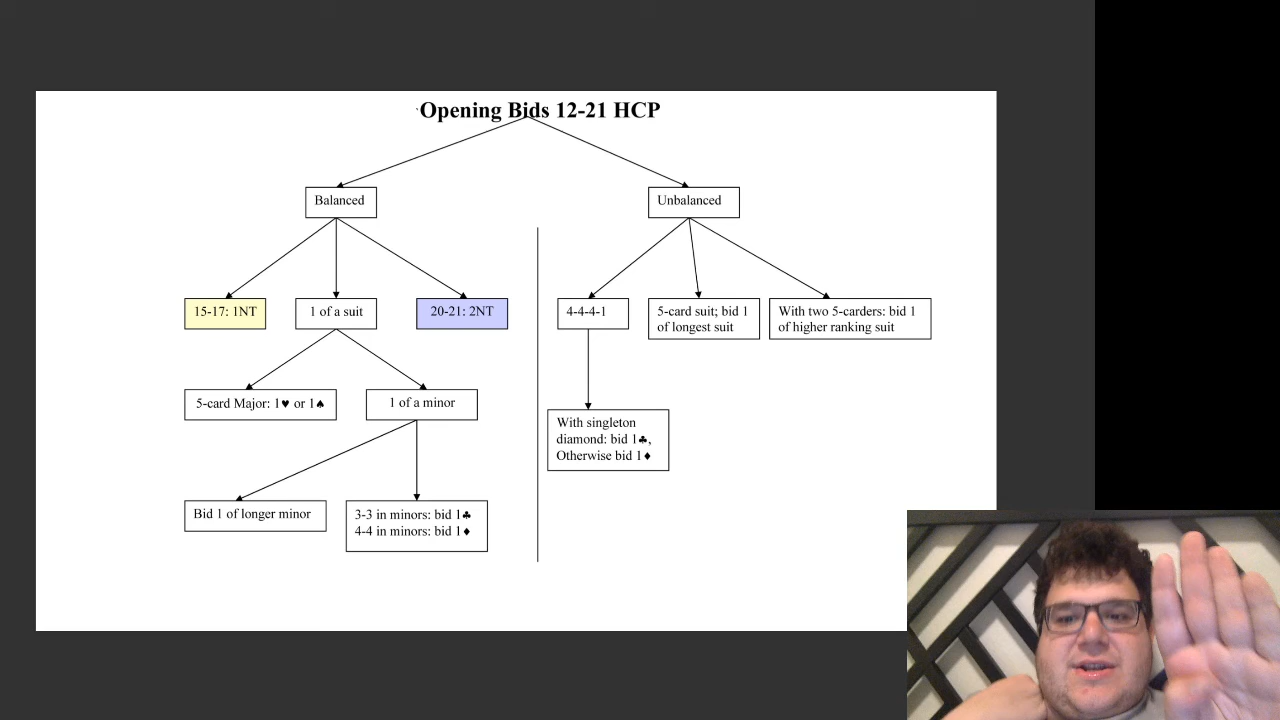 Opening Bids 12-21 HCP
Balanced
Unbalanced
15-17: 1NT
1 of a suit
20-21: 2NT
4-4-4-1
5-card suit; bid 1
of longest suit
With two 5-carders: bid 1
of higher ranking suit
5-card Major: 1♥ or 1♠
1 of a minor
With singleton
diamond: bid 1♣,
Otherwise bid 1♦
Bid 1 of longer minor
3-3 in minors: bid 1♣
4-4 in minors: bid 1♦